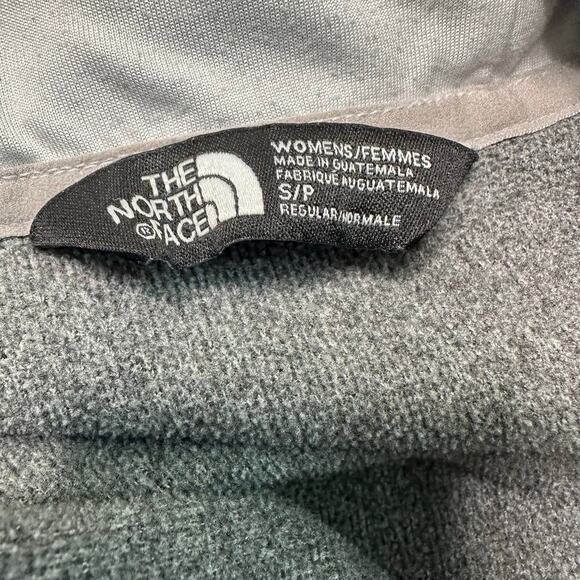 THE
NORTH
FACE
WOMENS/FEMMES
MADE IN GUATEMALA
FABRIQUE AU GUATEMALA
S/P
REGULAR/NORMALE